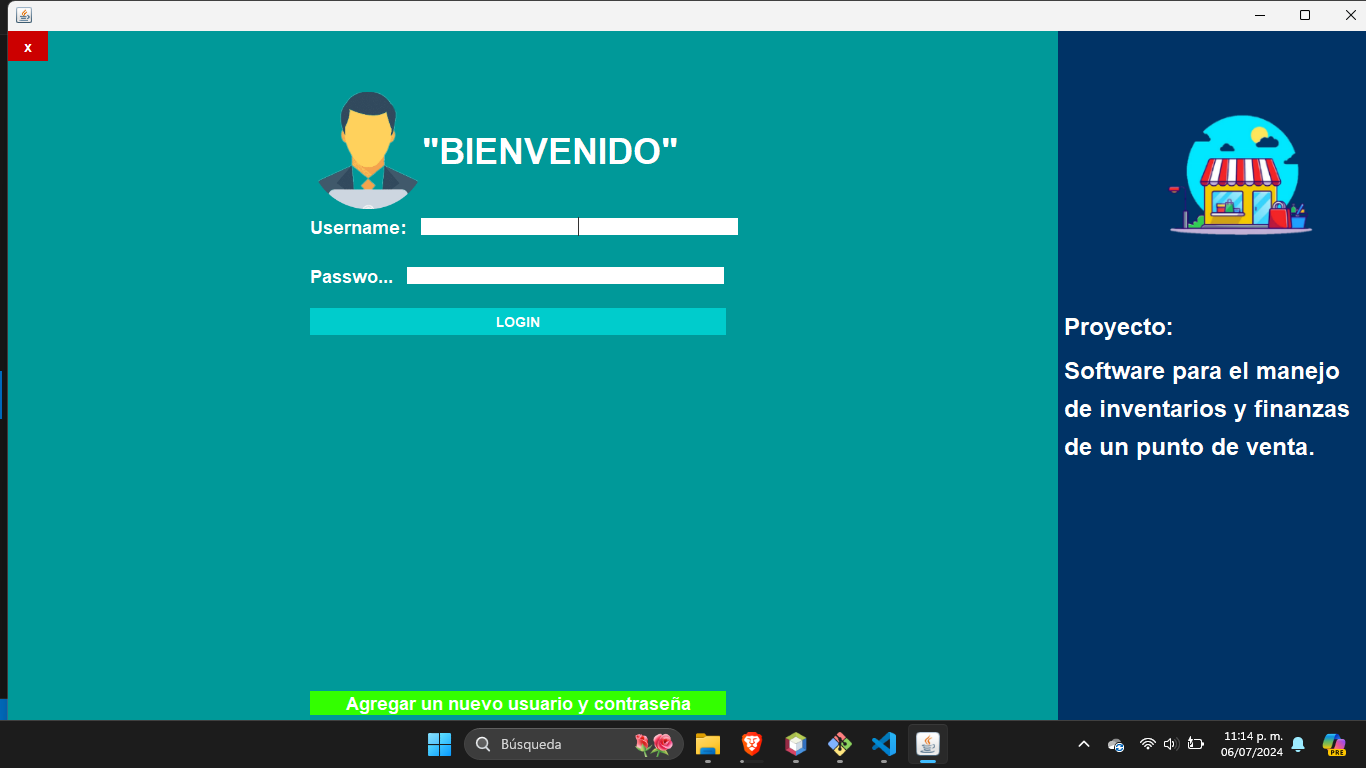 x
"BIENVENIDO"
Username:
Passwo...
LOGIN
Agregar un nuevo usuario y contraseña
Proyecto:
Software para el manejo
de inventarios y finanzas
de un punto de venta.
Búsqueda
11:14 p. m.
06/07/2024
PRE